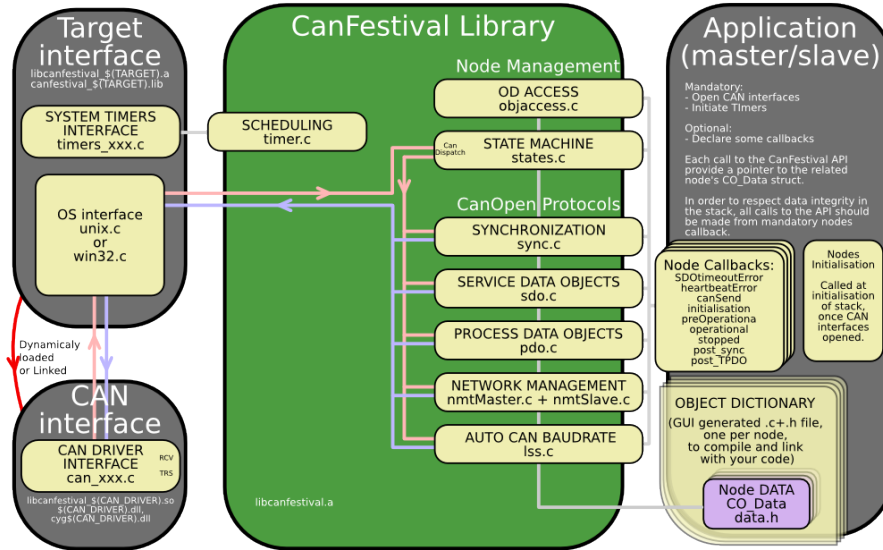 Target
interface
libcanfestival_$(TARGET).a
canfestival_$(TARGET).lib
SYSTEM TIMERS
INTERFACE
timers_xxx.c
OS interface
unix.c
or
win32.c
Dynamicaly
loaded
or Linked
CAN
interface
CAN DRIVER
INTERFACE
can_xxx.c
RCV
TRS
libcanfestival_$(CAN_DRIVER).so
$(CAN_DRIVER).dll,
cyg$(CAN_DRIVER).dll
CanFestival Library
SCHEDULING
timer.c
Node Management
OD ACCESS
objaccess.c
Can
Dispatch
STATE MACHINE
states.c
CanOpen Protocols
SYNCHRONIZATION
sync.c
SERVICE DATA OBJECTS
sdo.c
PROCESS DATA OBJECTS
pdo.c
NETWORK MANAGEMENT
nmtMaster.c + nmtSlave.c
AUTO CAN BAUDRATE
lss.c
libcanfestival.a
Application
(master/slave)
Mandatory:
- Open CAN interfaces
- Initiate TImers
Optional:
- Declare some callbacks
Each call to the CanFestival API
provide a pointer to the related
node's CO_Data struct.
In order to respect data integrity in
the stack, all calls to the API should
be made from mandatory nodes
callback.
Node Callbacks:
SDOtimeoutError
heartbeatError
canSend
initialisation
preOperationa
operational
stopped
post_sync
post_TPDO
Nodes
Initialisation
Called at
initialisation
of stack,
once CAN
interfaces
opened.
OBJECT DICTIONARY
(GUI generated .c+.h file,
one per node,
to compile and link
with your code)
Node DATA
CO_Data
data.h